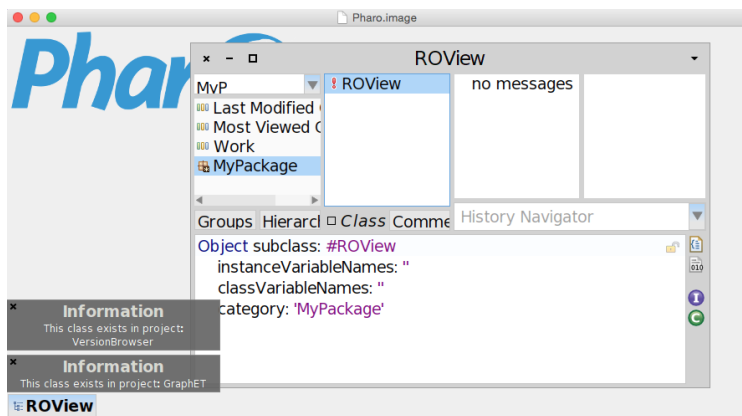 Pharo.image
Phar
ROView
MyP
Last Modified
Most Viewed
Work
MyPackage
ROView
no messages
Groups
Class
History Navigator
Object subclass: #ROView
instanceVariableNames: ''
classVariableNames: ''
category: 'MyPackage'
010
I
C
Information
This class exists in project:
VersionBrowser
Information
This class exists in project: GraphET
ROView